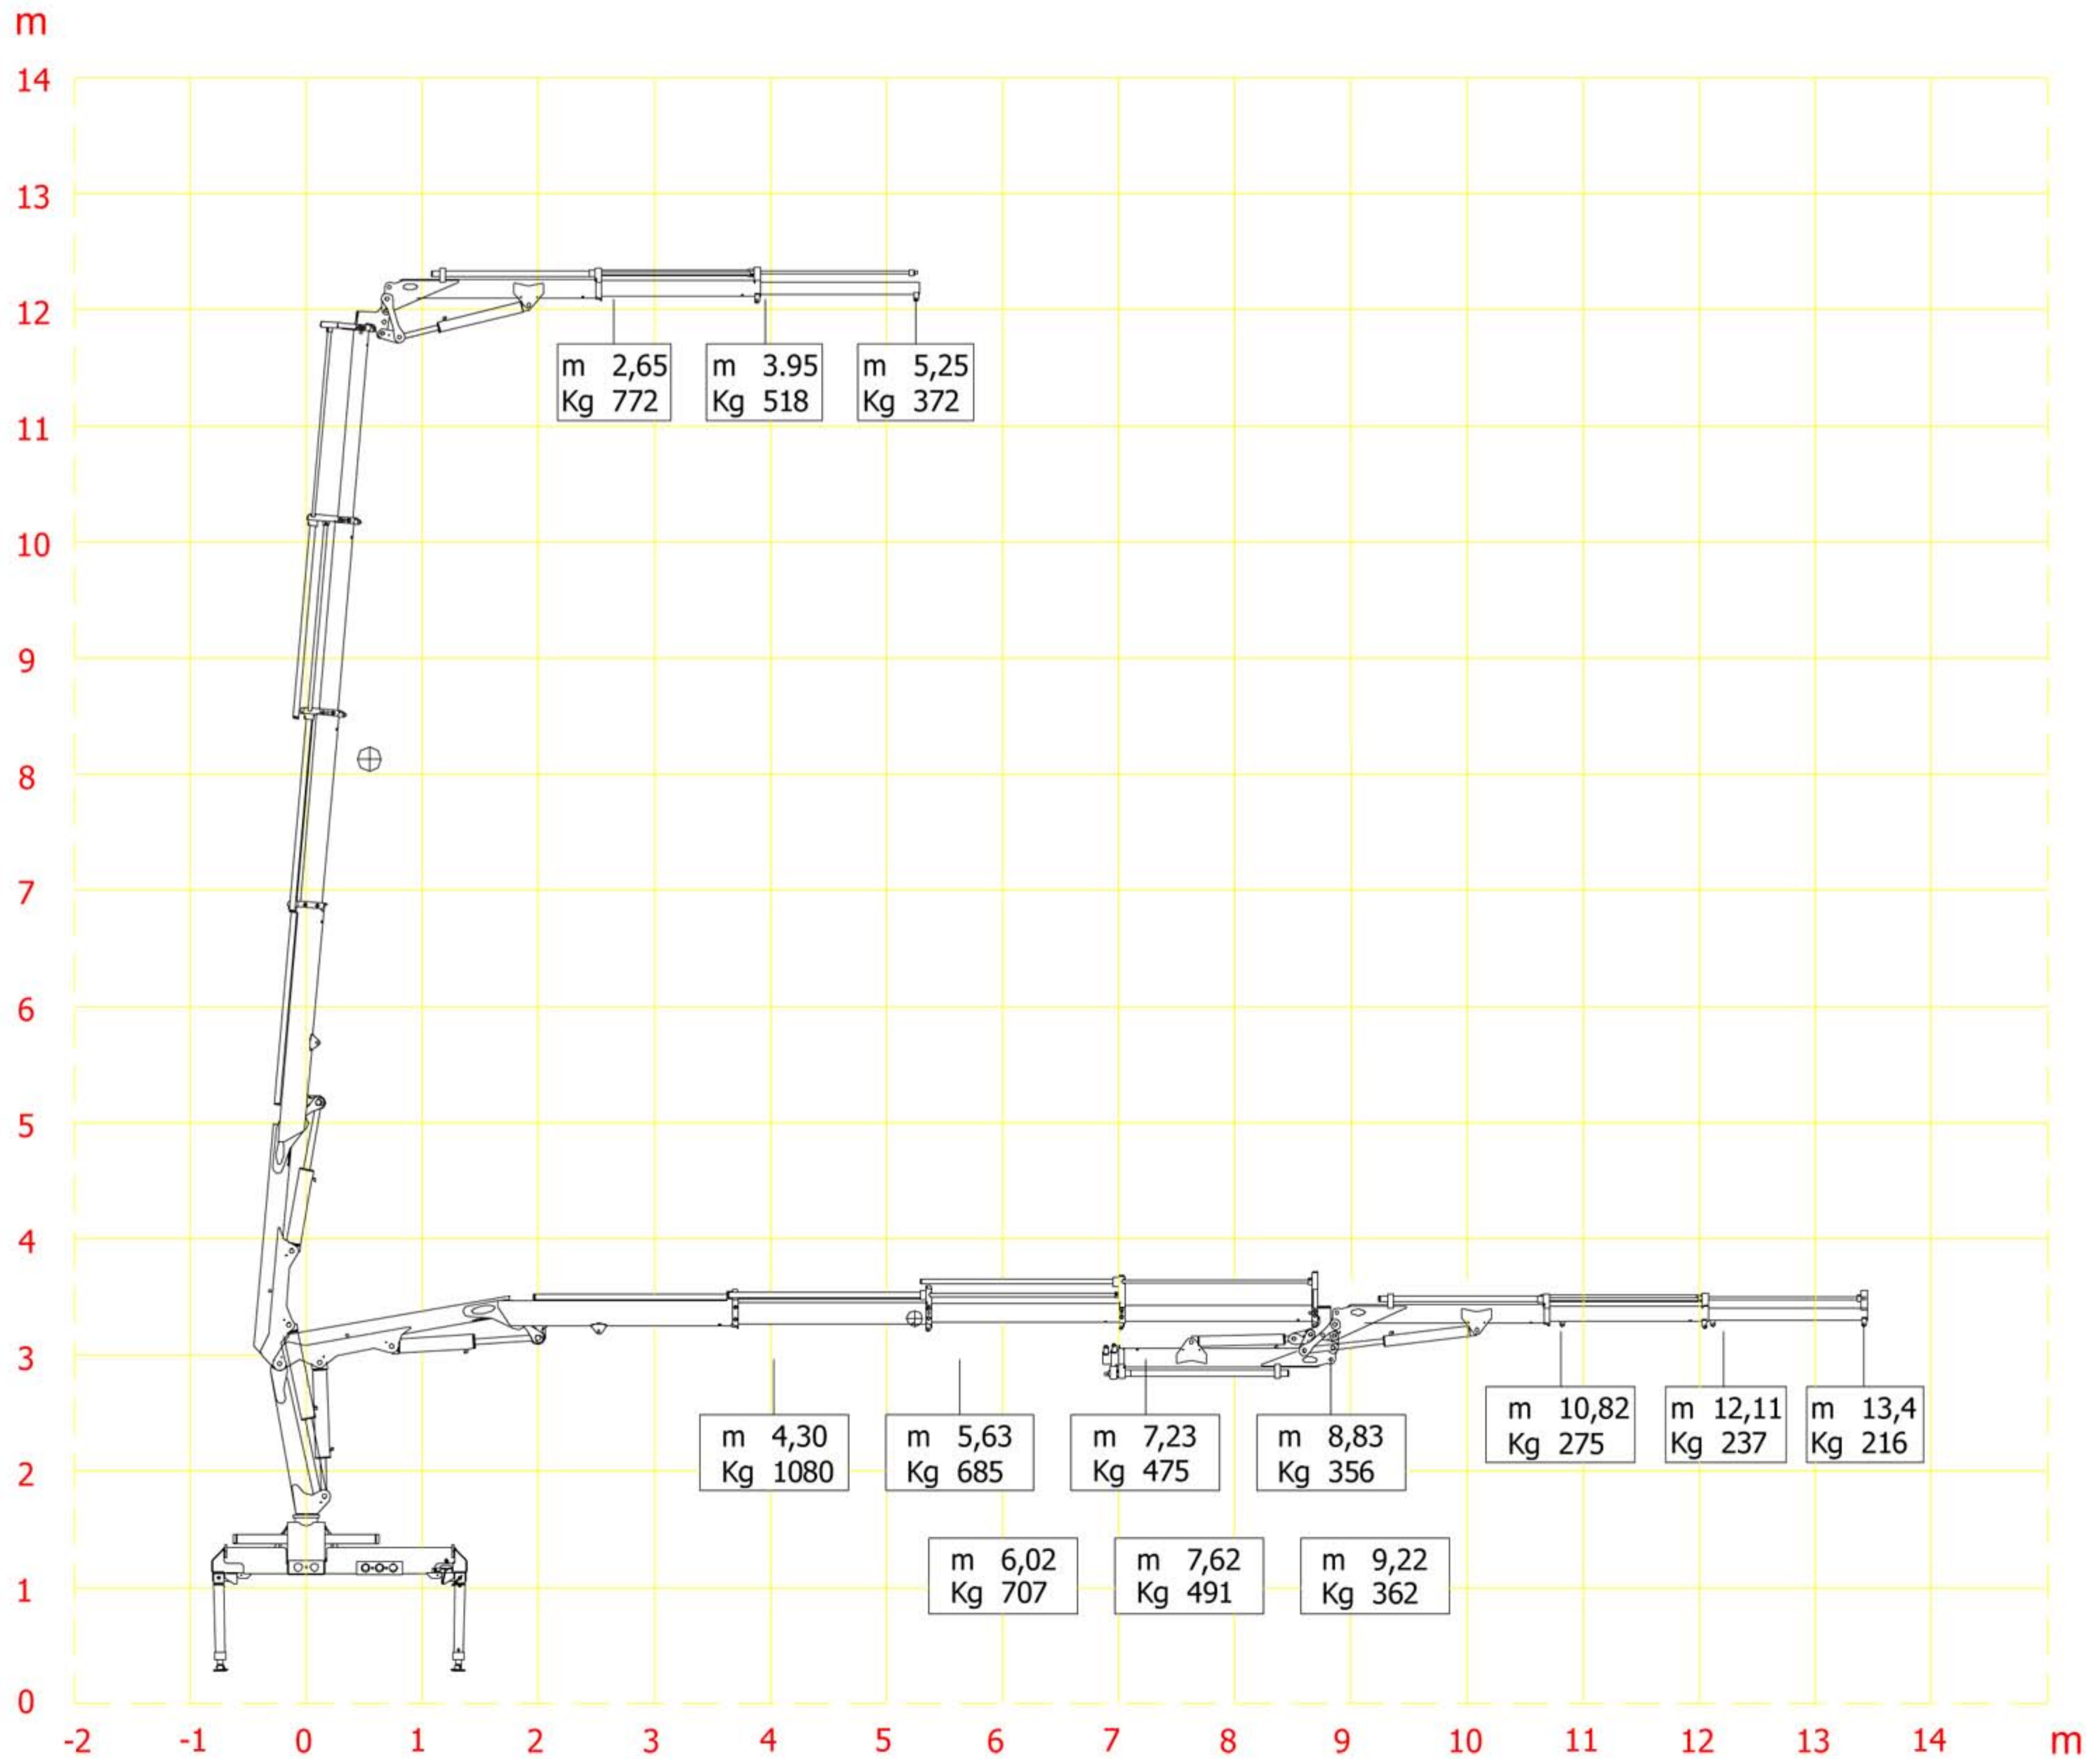 m
14
13
12
m 2,65
Kg 772
m 3.95
Kg 518
m 5,25
Kg 372
11
10
9
8
7
6
5
4
3
m 4,30
Kg 1080
m 5,63
Kg 685
m 7,23
Kg 475
m 8,83
Kg 356
m 10,82
Kg 275
m 12,11
Kg 237
m 13,4
Kg 216
2
m 6,02
Kg 707
m 7,62
Kg 491
m 9,22
Kg 362
1
0
-2 -1 0 1 2 3 4 5 6 7 8 9 10 11 12 13 14 m